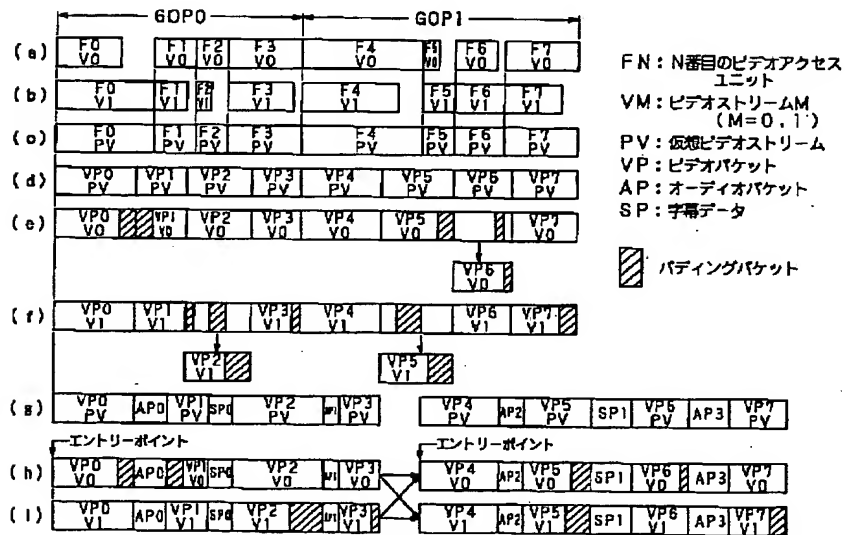 GOP0 GOP1
(a) F0 V0 F1 V0 F2 V0 F3 V0 F4 V0 F5 V0 F6 V0 F7 V0
(b) F0 V1 F1 V1 F2 V1 F3 V1 F4 V1 F5 V1 F6 V1 F7 V1
(c) F0 PV F1 PV F2 PV F3 PV F4 PV F5 PV F6 PV F7 PV
(d) VP0 PV VP1 PV VP2 PV VP3 PV VP4 PV VP5 PV VP6 PV VP7 PV
(e) VP0 V0 VP1 V0 VP2 V0 VP3 V0 VP4 V0 VP5 V0 VP7 V0
VP6 V0
(f) VP0 V1 VP1 V1 VP3 V1 VP4 V1 VP6 V1 VP7 V1
VP2 V1 VP5 V1
(g) VP0 PV AP0 VP1 PV SP0 VP2 PV AP1 VP3 PV VP4 PV AP2 VP5 PV SP1 VP6 PV AP3 VP7 PV
エントリーポイント エントリーポイント
(h) VP0 V0 AP0 VP1 V0 SP0 VP2 V0 AP1 VP3 V0 VP4 V0 AP2 VP5 V0 SP1 VP6 V0 AP3 VP7 V0
(i) VP0 V1 AP0 VP1 V1 SP0 VP2 V1 AP1 VP3 V1 VP4 V1 AP2 VP5 V1 SP1 VP6 V1 AP3 VP7 V1
FN:N番目のビデオアクセス
ユニット
VM:ビデオストリームM
(M=0,1)
PV:仮想ビデオストリーム
VP:ビデオパケット
AP:オーディオパケット
SP:字幕データ
パディングパケット